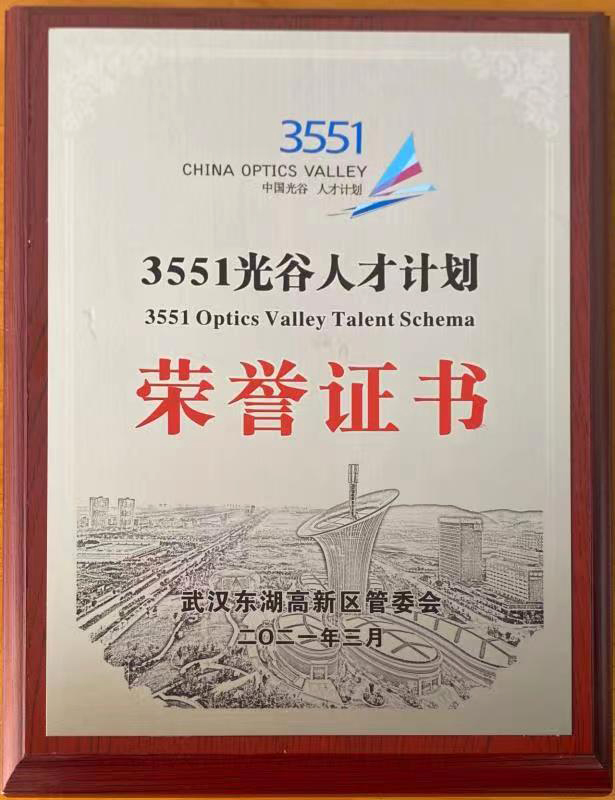 3551
CHINA OPTICS VALLEY
中国光谷 人才计划
3551光谷人才计划
3551 Optics Valley Talent Schema
荣誉证书
武汉东湖高新区管委会
二〇二一年三月